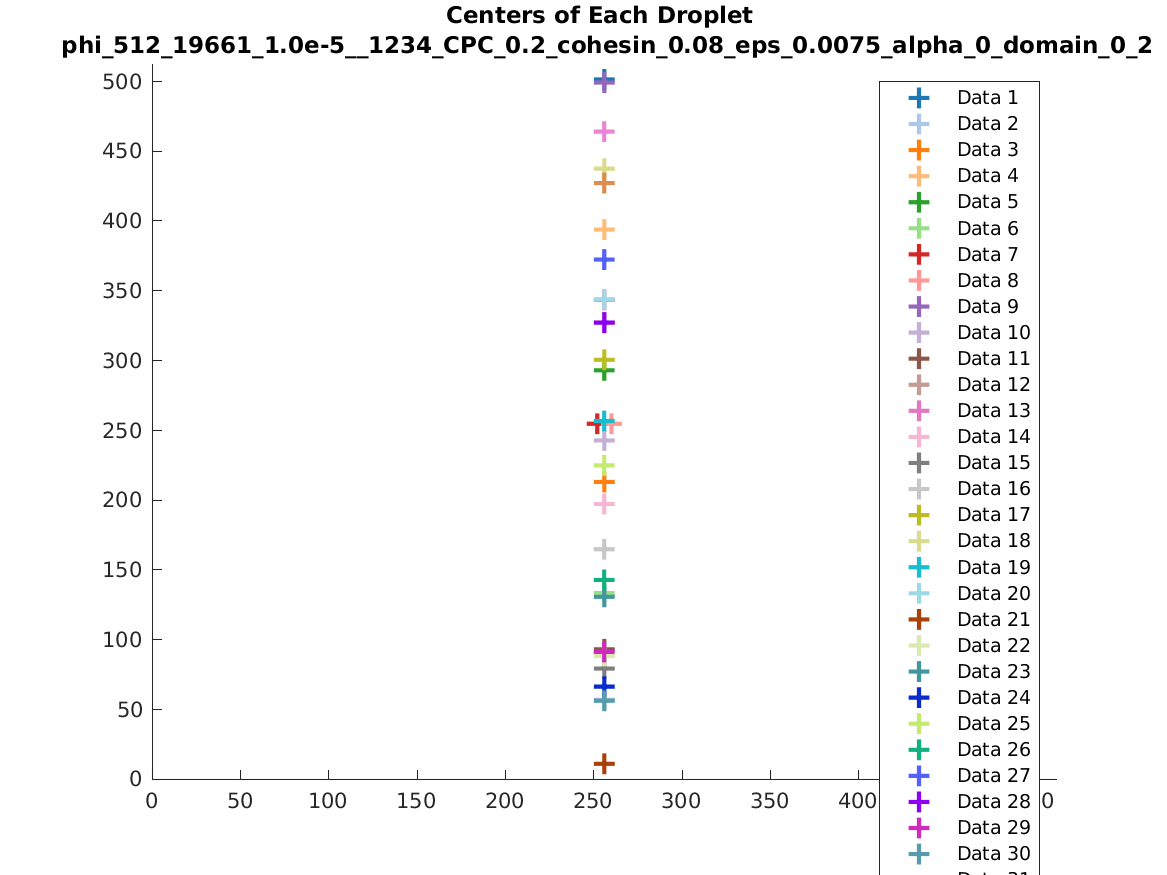 Centers of Each Droplet
phi_512_19661_1.0e-5__1234_CPC_0.2_cohesin_0.08_eps_0.0075_alpha_0_domain_0_2
500
450
400
350
300
250
200
150
100
50
0
0 50 100 150 200 250 300 350 400 0
Data 1
Data 2
Data 3
Data 4
Data 5
Data 6
Data 7
Data 8
Data 9
Data 10
Data 11
Data 12
Data 13
Data 14
Data 15
Data 16
Data 17
Data 18
Data 19
Data 20
Data 21
Data 22
Data 23
Data 24
Data 25
Data 26
Data 27
Data 28
Data 29
Data 30